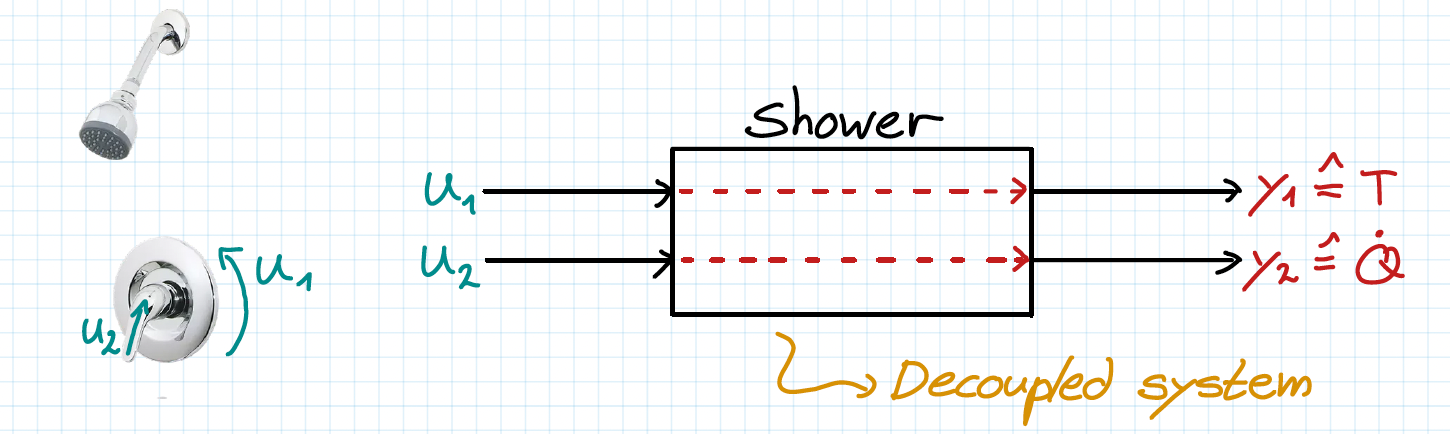 Shower
u₁ y₁ ≙ T
u₂ y₂ ≙ Q̇
u₁
u₂
Decoupled system